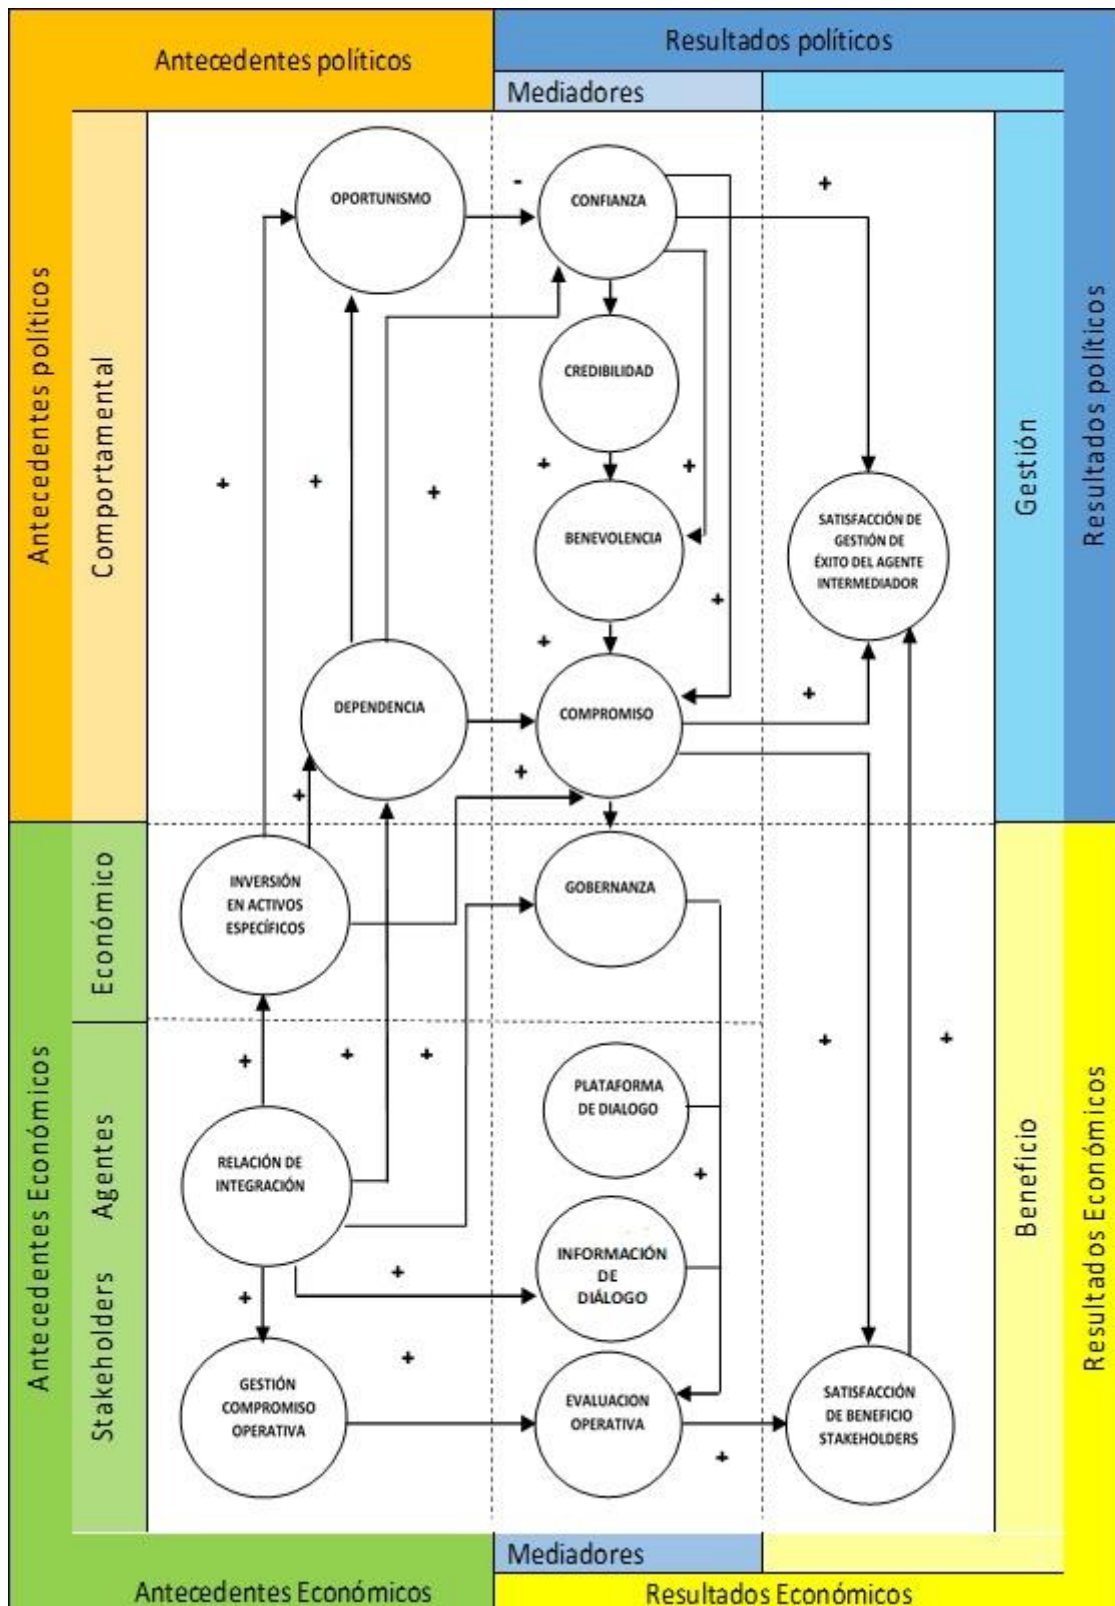 Antecedentes políticos
Resultados políticos
Mediadores
Antecedentes políticos
Comportamental
Gestión
Resultados políticos
OPORTUNISMO
-
CONFIANZA
+
CREDIBILIDAD
+
+
+
+
+
BENEVOLENCIA
SATISFACCIÓN DE
GESTIÓN DE
ÉXITO DEL AGENTE
INTERMEDIADOR
+
+
DEPENDENCIA
COMPROMISO
+
+
+
Antecedentes Económicos
Económico
Agentes
Stakeholders
INVERSIÓN
EN ACTIVOS
ESPECÍFICOS
GOBERNANZA
+
+
+
+
+
PLATAFORMA
DE DIALOGO
RELACIÓN DE
INTEGRACIÓN
+
INFORMACIÓN
DE
DIÁLOGO
+
+
+
GESTIÓN
COMPROMISO
OPERATIVA
EVALUACION
OPERATIVA
SATISFACCIÓN
DE BENEFICIO
STAKEHOLDERS
+
Beneficio
Resultados Económicos
Mediadores
Antecedentes Económicos
Resultados Económicos